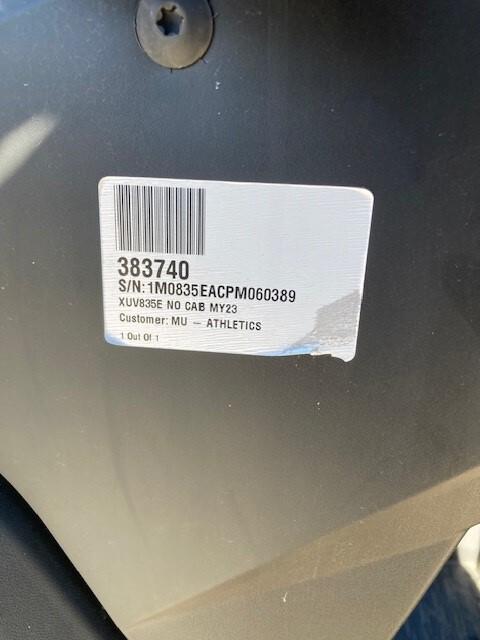 383740
S/N:1M0835EACPM060389
XUV835E NO CAB MY23
Customer: MU – ATHLETICS
1 Out Of 1